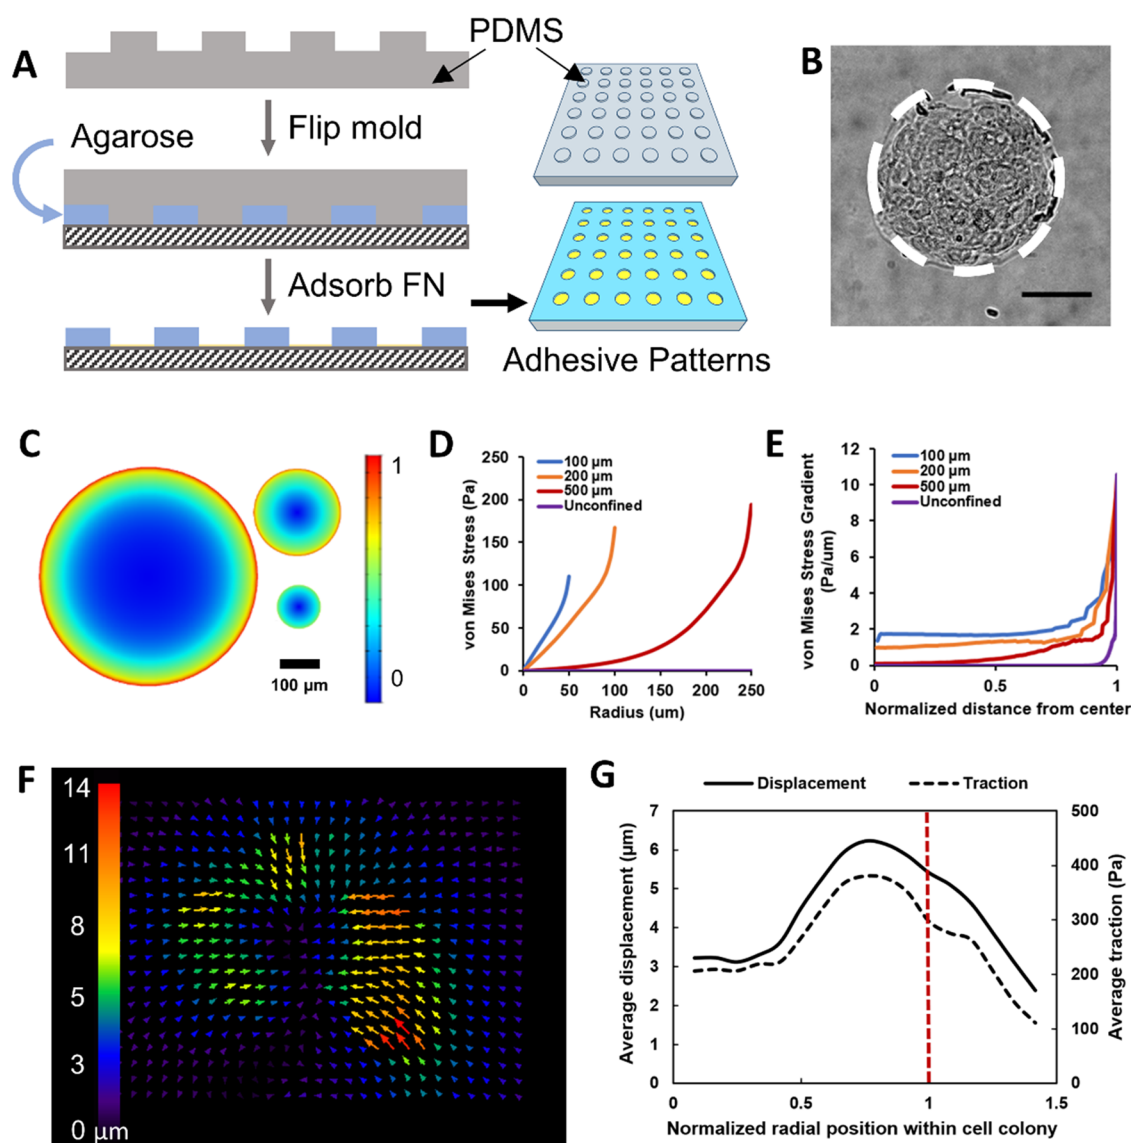 A
PDMS
Flip mold
Agarose
Adsorb FN
Adhesive Patterns
B
C
1
0
100 µm
D
100 µm
200 µm
500 µm
Unconfined
von Mises Stress (Pa)
250
200
150
100
50
0
0 50 100 150 200 250
Radius (um)
E
100 µm
200 µm
500 µm
Unconfined
von Mises Stress Gradient
(Pa/um)
12
10
8
6
4
2
0
0 0.5 1
Normalized distance from center
F
14
11
8
5
3
0 µm
G
Displacement
Traction
Average displacement (µm)
7
6
5
4
3
2
1
0
500
400
300
200
100
0
Average traction (Pa)
0 0.5 1 1.5
Normalized radial position within cell colony